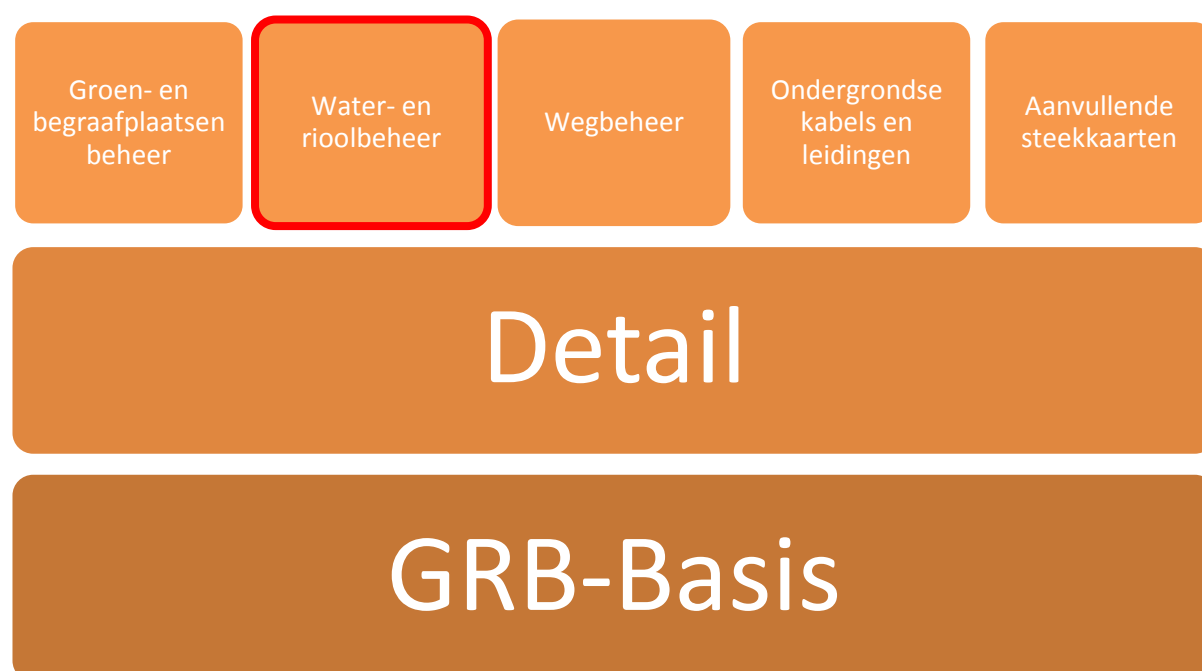 Groen- en
begraafplaatsen
beheer
Water- en
rioolbeheer
Wegbeheer
Ondergrondse
kabels en
leidingen
Aanvullende
steekkaarten
Detail
GRB-Basis